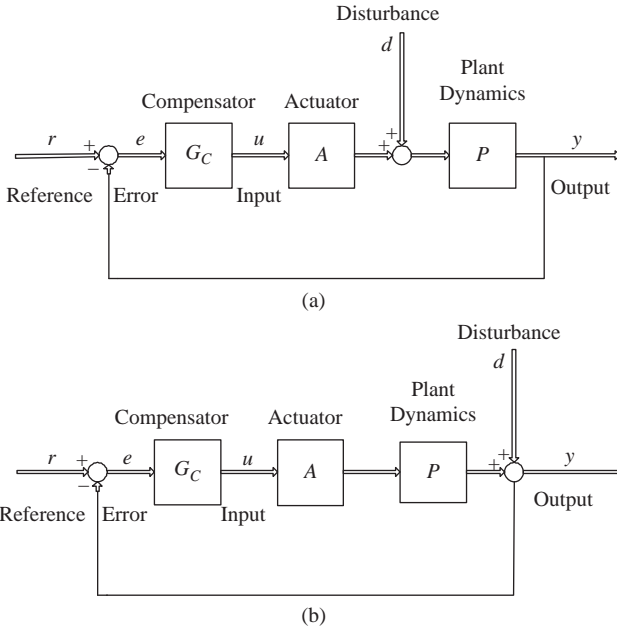 Disturbance
d
Plant
Dynamics
Compensator Actuator
r + e G_C u A + + P y
−
Reference Error Input Output
(a)
Disturbance
d
Plant
Dynamics
Compensator Actuator
r + e G_C u A P + + y
−
Reference Error Input Output
(b)